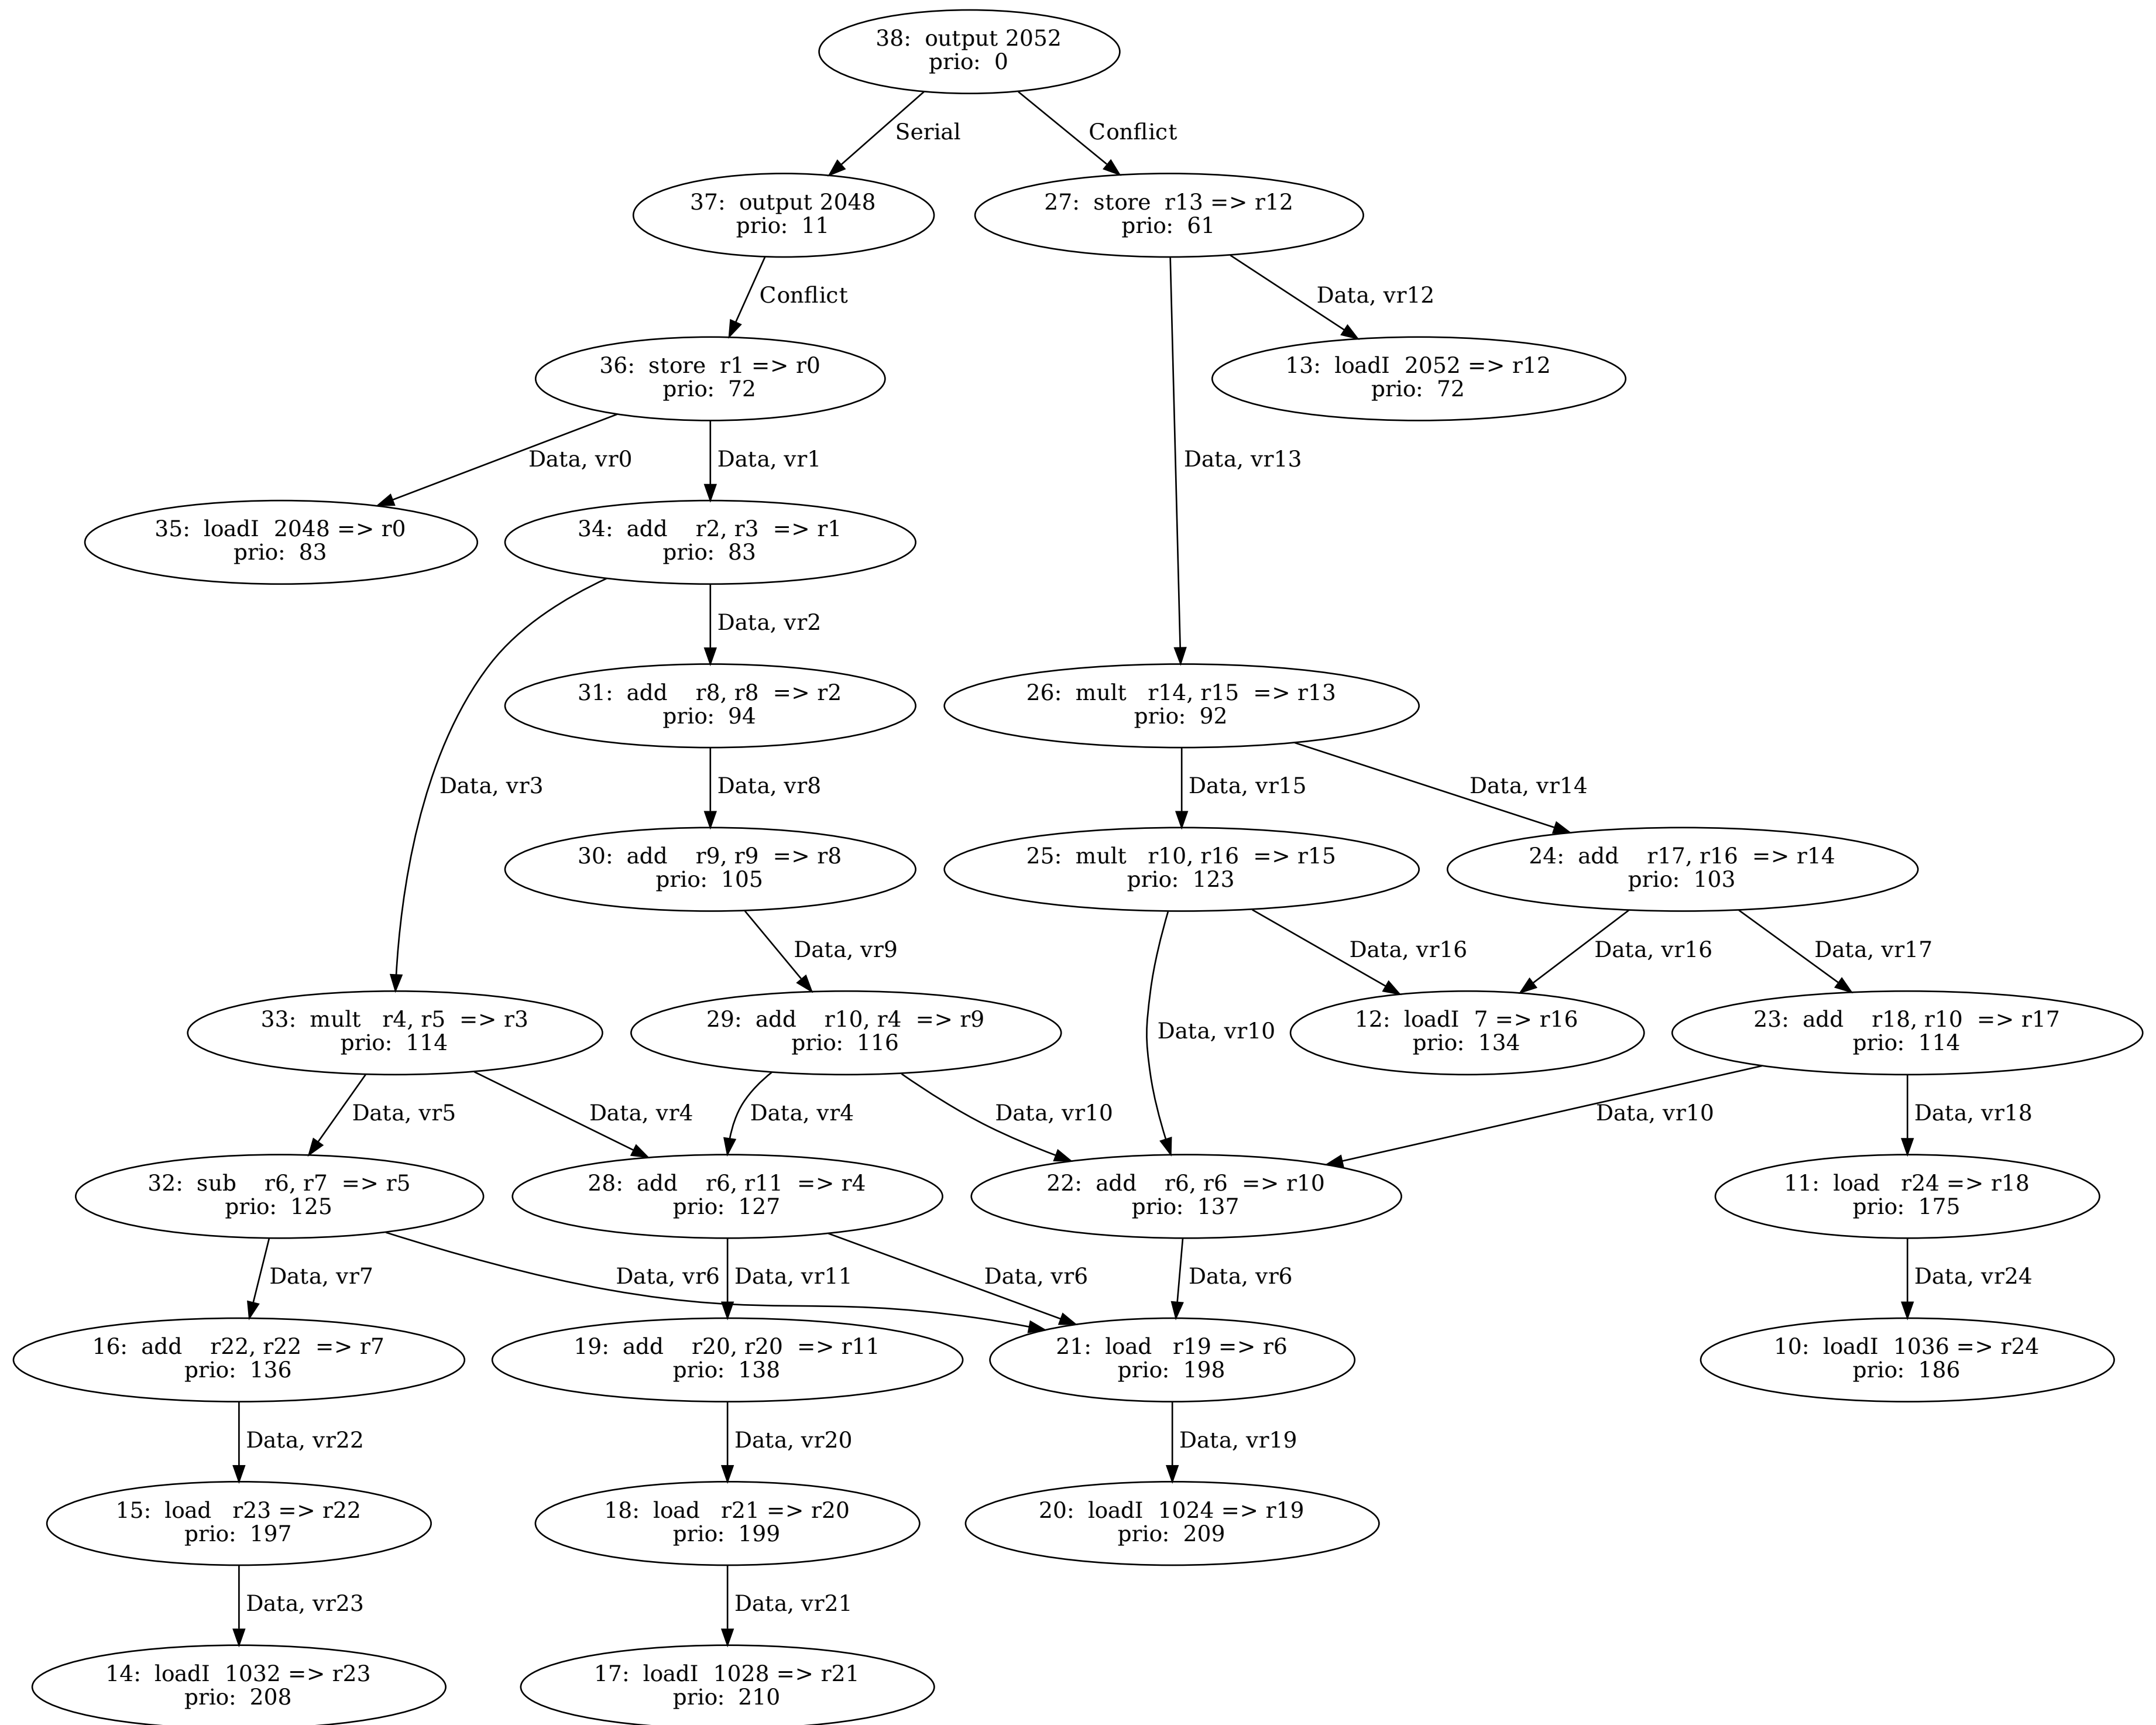 38:  output 2052
prio:  0
Serial
Conflict
37:  output 2048
prio:  11
27:  store  r13 => r12
prio:  61
Conflict
Data, vr12
36:  store  r1 => r0
prio:  72
13:  loadI  2052 => r12
prio:  72
Data, vr0
Data, vr1
Data, vr13
35:  loadI  2048 => r0
prio:  83
34:  add    r2, r3  => r1
prio:  83
Data, vr2
31:  add    r8, r8  => r2
prio:  94
26:  mult   r14, r15  => r13
prio:  92
Data, vr3
Data, vr8
Data, vr15
Data, vr14
30:  add    r9, r9  => r8
prio:  105
25:  mult   r10, r16  => r15
prio:  123
24:  add    r17, r16  => r14
prio:  103
Data, vr9
Data, vr16
Data, vr16
Data, vr17
33:  mult   r4, r5  => r3
prio:  114
29:  add    r10, r4  => r9
prio:  116
Data, vr10
12:  loadI  7 => r16
prio:  134
23:  add    r18, r10  => r17
prio:  114
Data, vr5
Data, vr4
Data, vr4
Data, vr10
Data, vr10
Data, vr18
32:  sub    r6, r7  => r5
prio:  125
28:  add    r6, r11  => r4
prio:  127
22:  add    r6, r6  => r10
prio:  137
11:  load   r24 => r18
prio:  175
Data, vr7
Data, vr6
Data, vr11
Data, vr6
Data, vr6
Data, vr24
16:  add    r22, r22  => r7
prio:  136
19:  add    r20, r20  => r11
prio:  138
21:  load   r19 => r6
prio:  198
10:  loadI  1036 => r24
prio:  186
Data, vr22
Data, vr20
Data, vr19
15:  load   r23 => r22
prio:  197
18:  load   r21 => r20
prio:  199
20:  loadI  1024 => r19
prio:  209
Data, vr23
Data, vr21
14:  loadI  1032 => r23
prio:  208
17:  loadI  1028 => r21
prio:  210